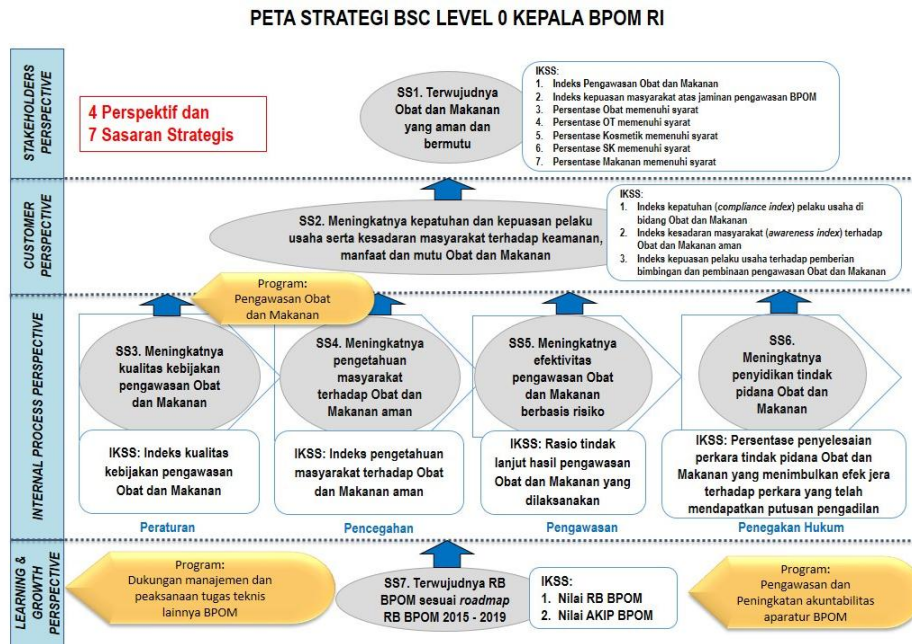 PETA STRATEGI BSC LEVEL 0 KEPALA BPOM RI
STAKEHOLDERS
PERSPECTIVE
4 Perspektif dan
7 Sasaran Strategis
SS1. Terwujudnya
Obat dan Makanan
yang aman dan
bermutu
IKSS:
1. Indeks Pengawasan Obat dan Makanan
2. Indeks kepuasan masyarakat atas jaminan pengawasan BPOM
3. Persentase Obat memenuhi syarat
4. Persentase OT memenuhi syarat
5. Persentase Kosmetik memenuhi syarat
6. Persentase SK memenuhi syarat
7. Persentase Makanan memenuhi syarat
CUSTOMER
PERSPECTIVE
SS2. Meningkatnya kepatuhan dan kepuasan pelaku
usaha serta kesadaran masyarakat terhadap keamanan,
manfaat dan mutu Obat dan Makanan
IKSS:
1. Indeks kepatuhan (compliance index) pelaku usaha di
bidang Obat dan Makanan
2. Indeks kesadaran masyarakat (awareness index) terhadap
Obat dan Makanan aman
3. Indeks kepuasan pelaku usaha terhadap pemberian
bimbingan dan pembinaan pengawasan Obat dan Makanan
Program:
Pengawasan Obat
dan Makanan
INTERNAL PROCESS PERSPECTIVE
SS3. Meningkatnya
kualitas kebijakan
pengawasan Obat
dan Makanan
IKSS: Indeks kualitas
kebijakan pengawasan
Obat dan Makanan
Peraturan
SS4. Meningkatnya
pengetahuan
masyarakat
terhadap Obat dan
Makanan aman
IKSS: Indeks pengetahuan
masyarakat terhadap Obat
dan Makanan aman
Pencegahan
SS5. Meningkatnya
efektivitas
pengawasan Obat
dan Makanan
berbasis risiko
IKSS: Rasio tindak
lanjut hasil pengawasan
Obat dan Makanan yang
dilaksanakan
Pengawasan
SS6.
Meningkatnya
penyidikan tindak
pidana Obat dan
Makanan
IKSS: Persentase penyelesaian
perkara tindak pidana Obat dan
Makanan yang menimbulkan efek jera
terhadap perkara yang telah
mendapatkan putusan pengadilan
Penegakan Hukum
LEARNING &
GROWTH
PERSPECTIVE
Program:
Dukungan manajemen dan
peaksanaan tugas teknis
lainnya BPOM
SS7. Terwujudnya RB
BPOM sesuai roadmap
RB BPOM 2015 - 2019
IKSS:
1. Nilai RB BPOM
2. Nilai AKIP BPOM
Program:
Pengawasan dan
Peningkatan akuntabilitas
aparatur BPOM